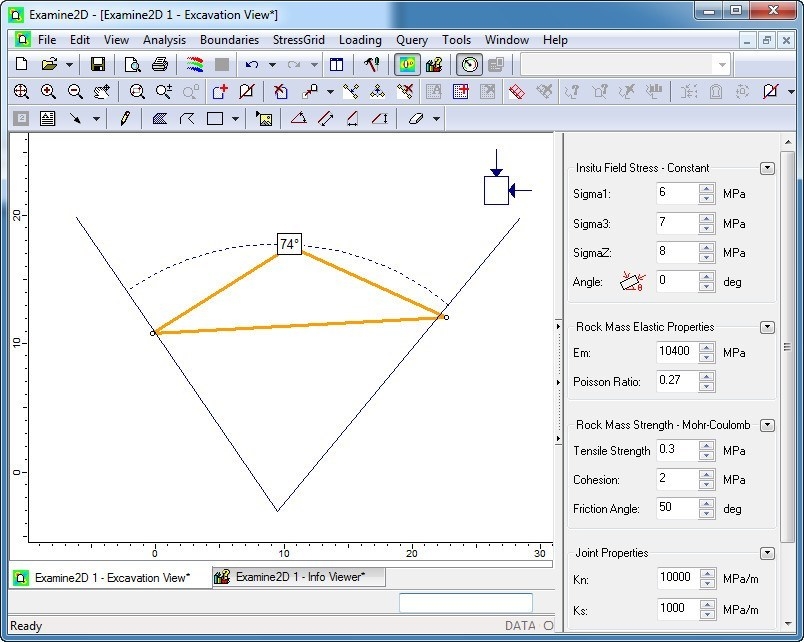 Examine2D - [Examine2D 1 - Excavation View*]
File Edit View Analysis Boundaries StressGrid Loading Query Tools Window Help
20
10
0
74°
0 10 20 30
Insitu Field Stress - Constant
Sigma1: 6 MPa
Sigma3: 7 MPa
SigmaZ: 8 MPa
Angle: θ 0 deg
Rock Mass Elastic Properties
Em: 10400 MPa
Poisson Ratio: 0.27
Rock Mass Strength - Mohr-Coulomb
Tensile Strength 0.3 MPa
Cohesion: 2 MPa
Friction Angle: 50 deg
Joint Properties
Kn: 10000 MPa/m
Ks: 1000 MPa/m
Examine2D 1 - Excavation View* Examine2D 1 - Info Viewer*
Ready DATA O